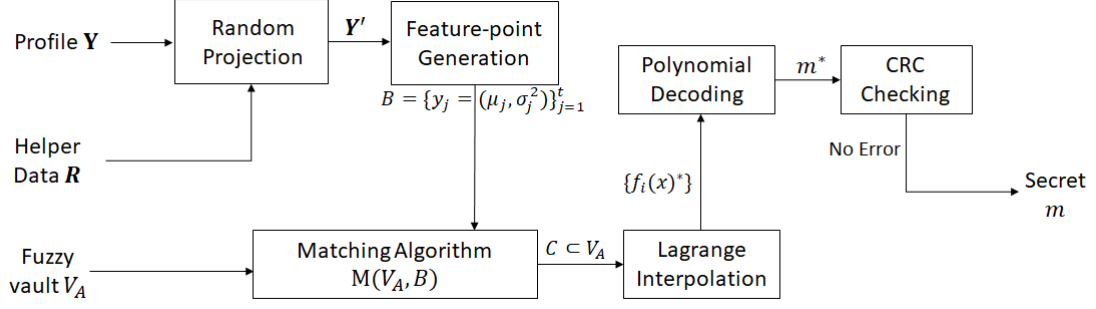 Profile Y
Random
Projection
Y′
Feature-point
Generation
B = {y_j = (μ_j, σ_j^2)}_{j=1}^t
Helper
Data R
Fuzzy
vault V_A
Matching Algorithm
M(V_A, B)
C ⊂ V_A
Lagrange
Interpolation
{f_i(x)*}
Polynomial
Decoding
m*
CRC
Checking
No Error
Secret
m